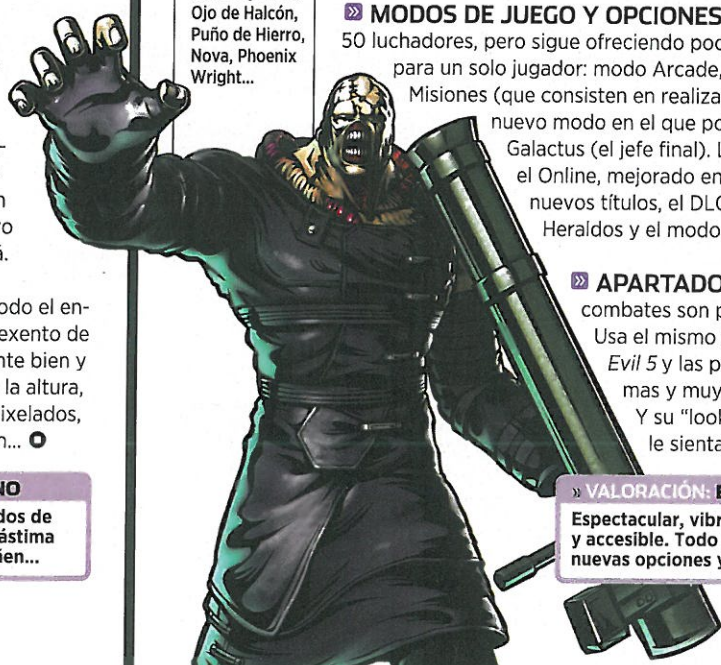 Ojo de Halcón,
Puño de Hierro,
Nova, Phoenix
Wright...
odo el en-
exento de
nte bien y
la altura,
ixelados,
n...
NO
dos de
ástima
áen...
MODOS DE JUEGO Y OPCIONES
50 luchadores, pero sigue ofreciendo poc
para un solo jugador: modo Arcade,
Misiones (que consisten en realiza
nuevo modo en el que po
Galactus (el jefe final). L
el Online, mejorado en
nuevos títulos, el DLC
Heraldos y el modo
APARTADO
combates son p
Usa el mismo
Evil 5 y las p
mas y muy
Y su "look
le sienta
» VALORACIÓN: B
Espectacular, vibr
y accesible. Todo
nuevas opciones y